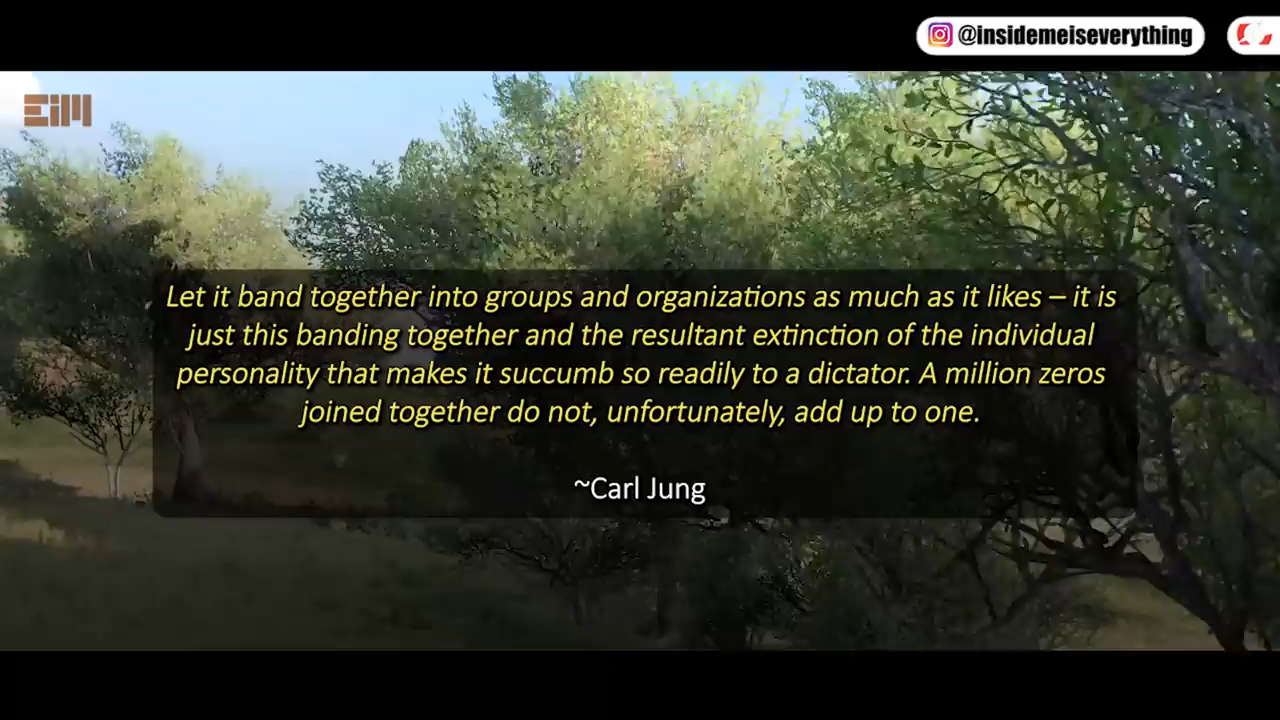 @insidemeiseverything
EiM
Let it band together into groups and organizations as much as it likes – it is
just this banding together and the resultant extinction of the individual
personality that makes it succumb so readily to a dictator. A million zeros
joined together do not, unfortunately, add up to one.
~Carl Jung